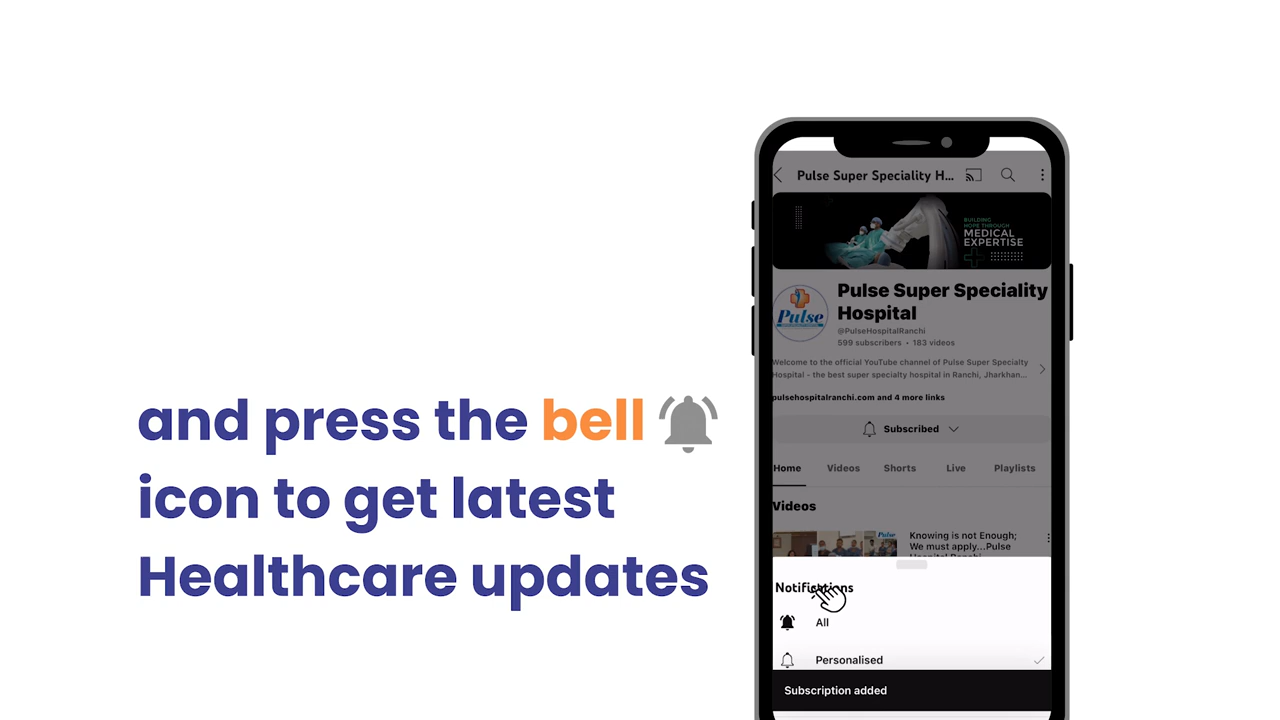 and press the bell
icon to get latest
Healthcare updates
Pulse Super Speciality H...
BUILDING
HOPE THROUGH
MEDICAL
EXPERTISE
Pulse
Pulse Super Speciality
Hospital
@PulseHospitalRanchi
599 subscribers • 183 videos
Welcome to the official YouTube channel of Pulse Super Specialty
Hospital - the best super specialty hospital in Ranchi, Jharkhan...
pulsehospitalranchi.com and 4 more links
Subscribed
Home Videos Shorts Live Playlists
Videos
Pulse
Knowing is not Enough;
We must apply...Pulse
Hospital Ranchi
Notifications
All
Personalised
Subscription added